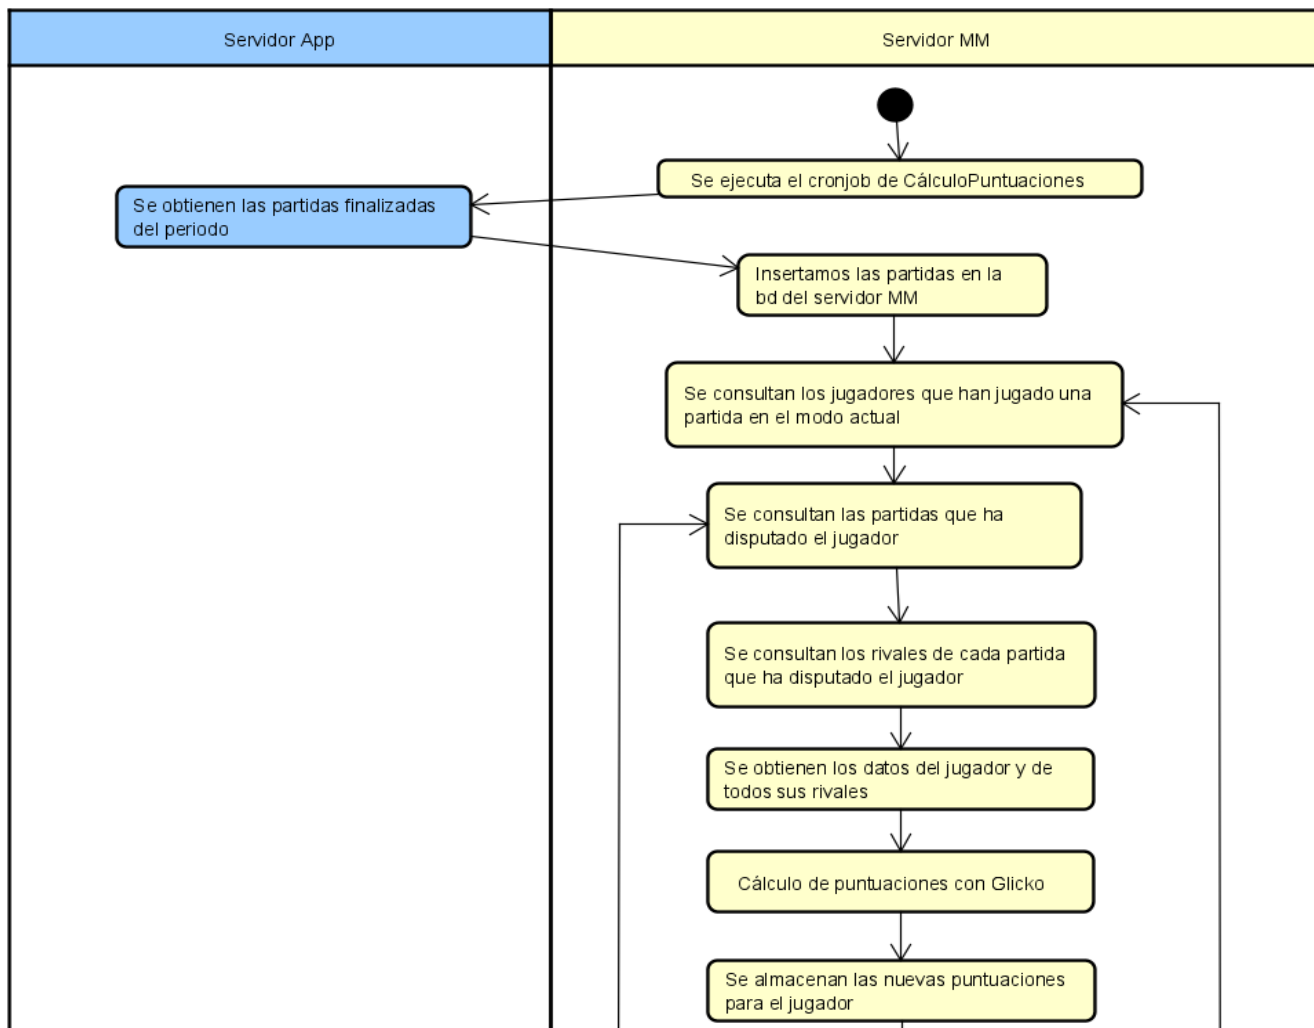 Servidor App
Servidor MM
Se ejecuta el cronjob de CálculoPuntuaciones
Se obtienen las partidas finalizadas
del periodo
Insertamos las partidas en la
bd del servidor MM
Se consultan los jugadores que han jugado una
partida en el modo actual
Se consultan las partidas que ha
disputado el jugador
Se consultan los rivales de cada partida
que ha disputado el jugador
Se obtienen los datos del jugador y de
todos sus rivales
Cálculo de puntuaciones con Glicko
Se almacenan las nuevas puntuaciones
para el jugador